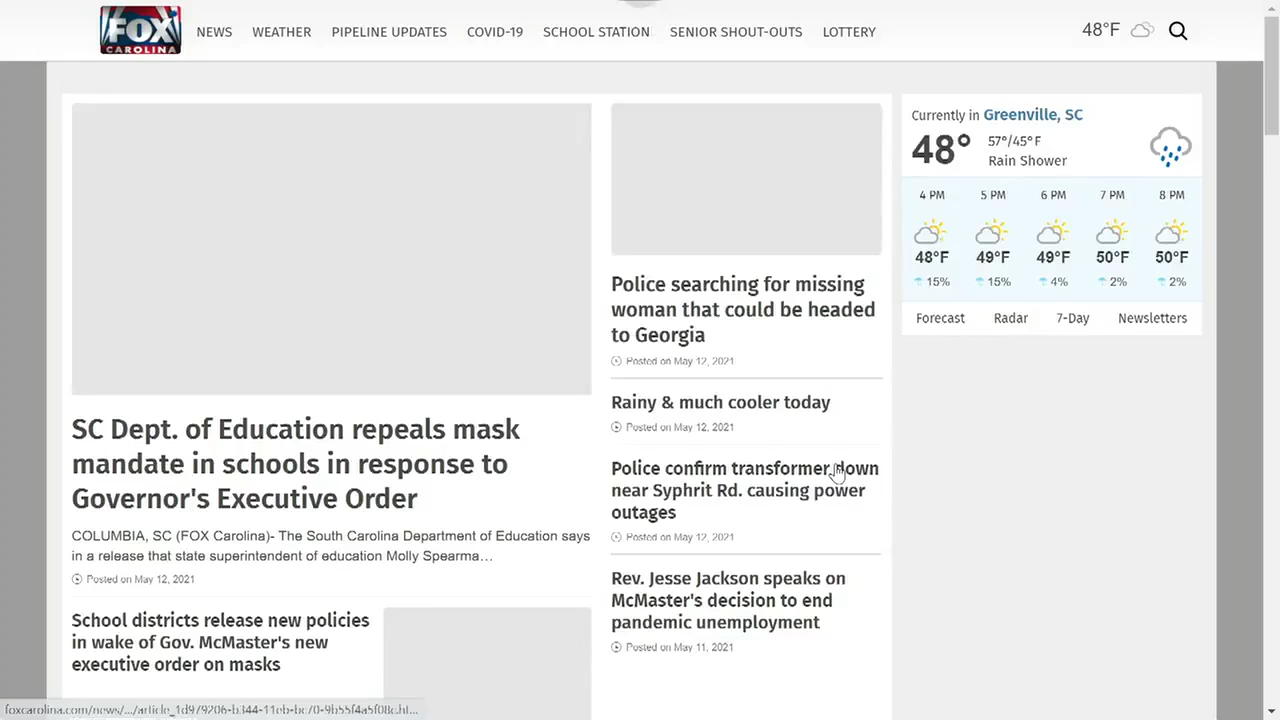 FOX
CAROLINA
NEWS WEATHER PIPELINE UPDATES COVID-19 SCHOOL STATION SENIOR SHOUT-OUTS LOTTERY
48°F
SC Dept. of Education repeals mask
mandate in schools in response to
Governor's Executive Order
COLUMBIA, SC (FOX Carolina)- The South Carolina Department of Education says
in a release that state superintendent of education Molly Spearma…
Posted on May 12, 2021
School districts release new policies
in wake of Gov. McMaster's new
executive order on masks
Police searching for missing
woman that could be headed
to Georgia
Posted on May 12, 2021
Rainy & much cooler today
Posted on May 12, 2021
Police confirm transformer down
near Syphrit Rd. causing power
outages
Posted on May 12, 2021
Rev. Jesse Jackson speaks on
McMaster's decision to end
pandemic unemployment
Posted on May 11, 2021
Currently in Greenville, SC
48° 57°/45°F
Rain Shower
4 PM 5 PM 6 PM 7 PM 8 PM
48°F 49°F 49°F 50°F 50°F
15% 15% 4% 2% 2%
Forecast Radar 7-Day Newsletters